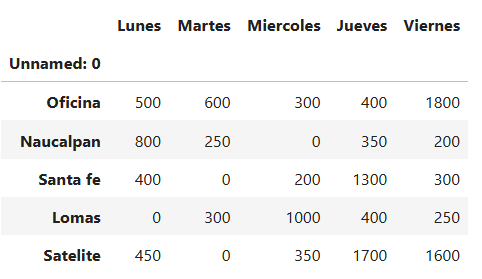 Lunes Martes Miercoles Jueves Viernes
Unnamed: 0
Oficina 500 600 300 400 1800
Naucalpan 800 250 0 350 200
Santa fe 400 0 200 1300 300
Lomas 0 300 1000 400 250
Satelite 450 0 350 1700 1600